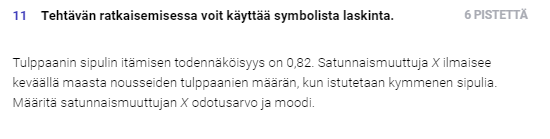 11 Tehtävän ratkaisemisessa voit käyttää symbolista laskinta. 6 PISTETTÄ
Tulppaanin sipulin itämisen todennäköisyys on 0,82. Satunnaismuuttuja X ilmaisee
keväällä maasta nousseiden tulppaanien määrän, kun istutetaan kymmenen sipulia.
Määritä satunnaismuuttujan X odotusarvo ja moodi.